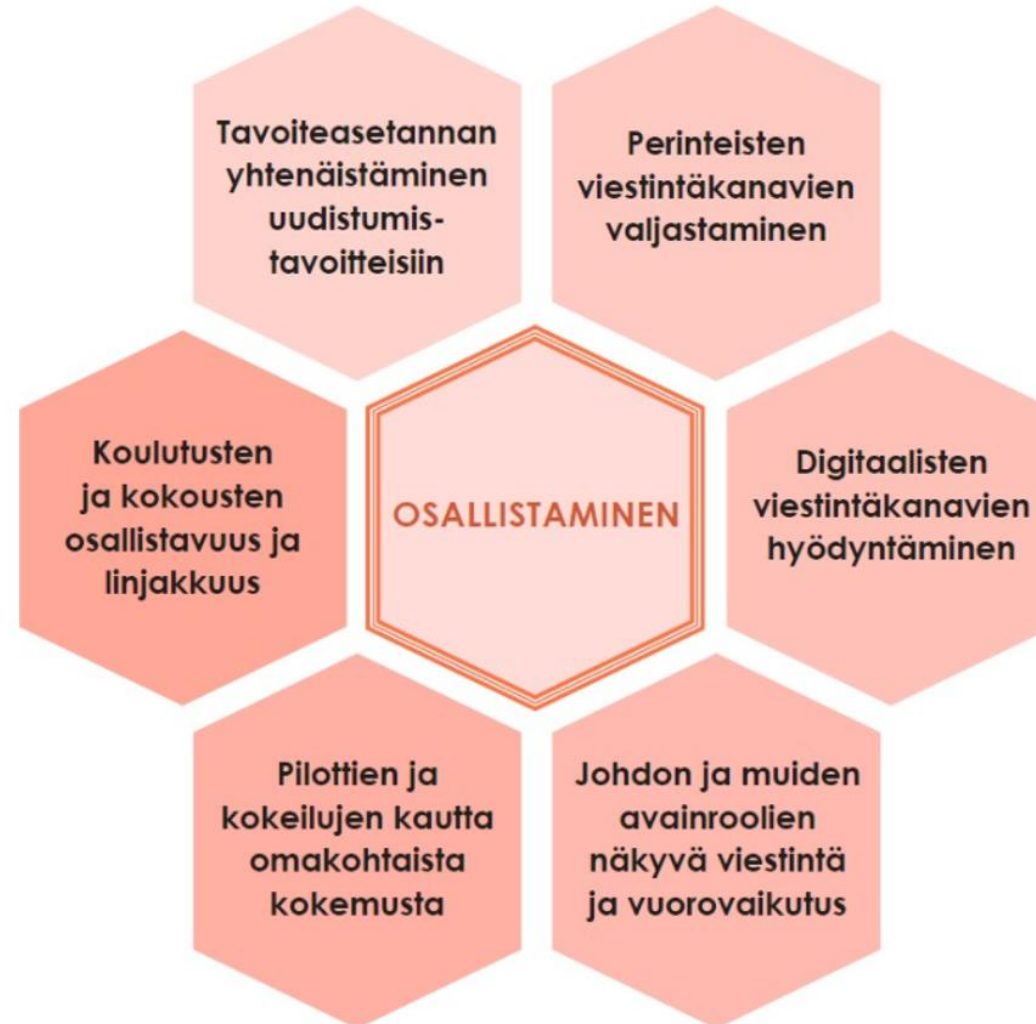 Tavoiteasetannan
yhtenäistäminen
uudistumis-
tavoitteisiin
Perinteisten
viestintäkanavien
valjastaminen
Koulutusten
ja kokousten
osallistavuus ja
linjakkuus
OSALLISTAMINEN
Digitaalisten
viestintäkanavien
hyödyntäminen
Pilottien ja
kokeilujen kautta
omakohtaista
kokemusta
Johdon ja muiden
avainroolien
näkyvä viestintä
ja vuorovaikutus